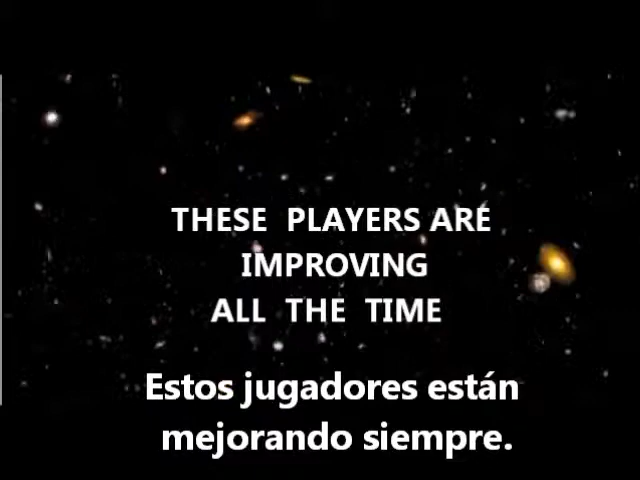 THESE PLAYERS ARE
IMPROVING
ALL THE TIME
Estos jugadores están
mejorando siempre.